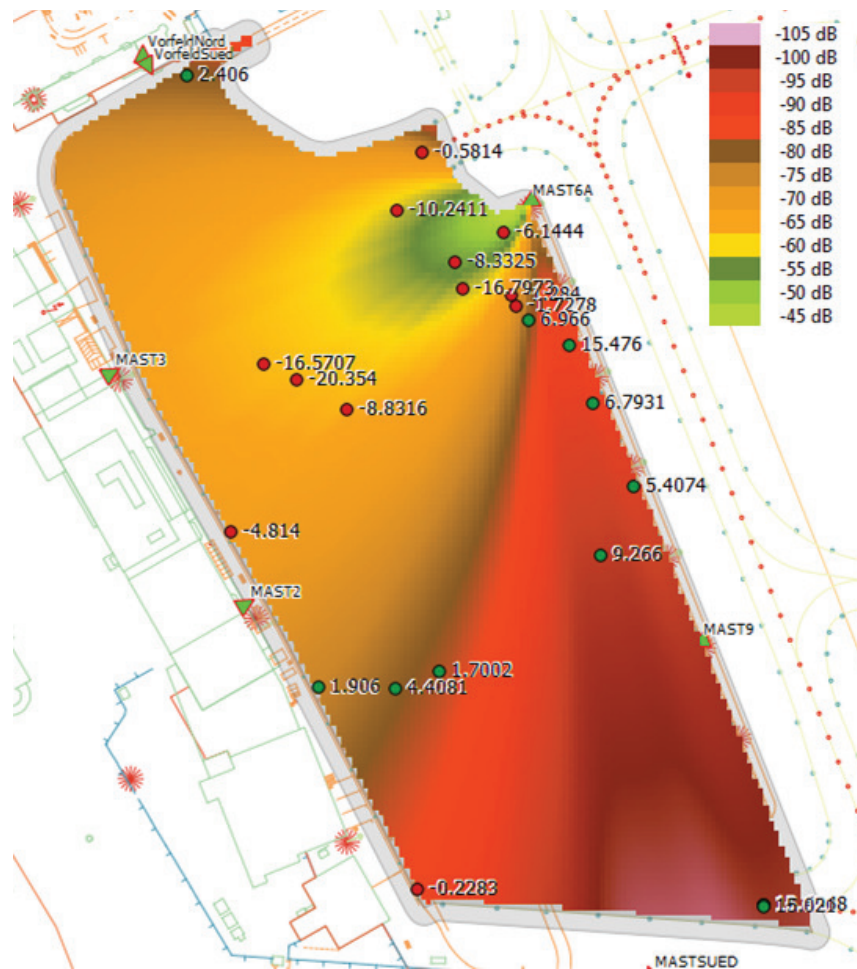 VorfeldNord
VorfeldSued
2.406
-105 dB
-100 dB
-95 dB
-90 dB
-85 dB
-80 dB
-75 dB
-70 dB
-65 dB
-60 dB
-55 dB
-50 dB
-45 dB
-0.5814
MAST6A
-10.2411
-6.1444
-8.3325
-16.7973
-1.7278
6.966
15.476
MAST3
-16.5707
-20.354
-8.8316
6.7931
5.4074
-4.814
9.266
MAST2
MAST9
1.7002
1.906
4.4081
-0.2283
MASTSUED